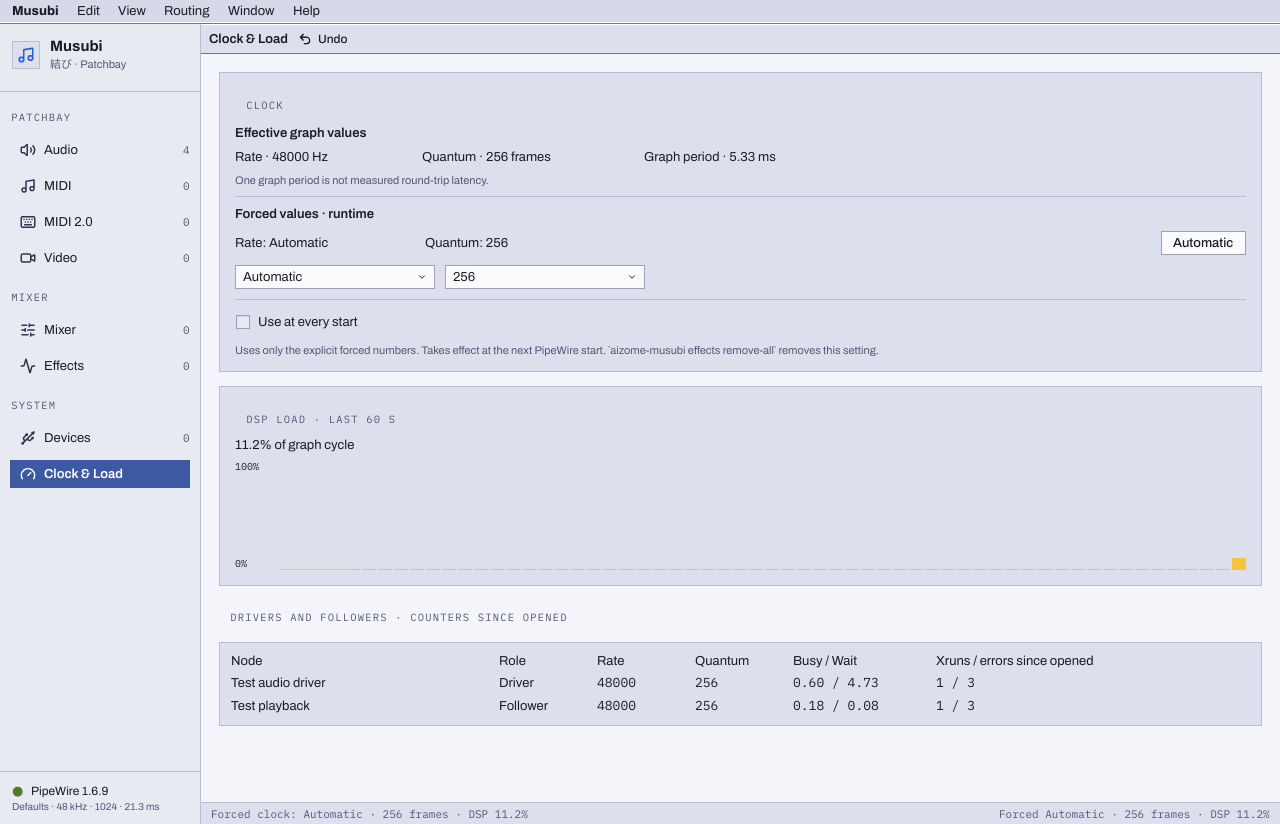 Musubi Edit View Routing Window Help
Musubi
結び · Patchbay
Clock & Load Undo
PATCHBAY
Audio 4
MIDI 0
MIDI 2.0 0
Video 0
MIXER
Mixer 0
Effects 0
SYSTEM
Devices 0
Clock & Load
PipeWire 1.6.9
Defaults · 48 kHz · 1024 · 21.3 ms
CLOCK
Effective graph values
Rate · 48000 Hz Quantum · 256 frames Graph period · 5.33 ms
One graph period is not measured round-trip latency.
Forced values · runtime
Rate: Automatic Quantum: 256 Automatic
Automatic 256
Use at every start
Uses only the explicit forced numbers. Takes effect at the next PipeWire start. `aizome-musubi effects remove-all` removes this setting.
DSP LOAD · LAST 60 S
11.2% of graph cycle
100%
0%
DRIVERS AND FOLLOWERS · COUNTERS SINCE OPENED
Node Role Rate Quantum Busy / Wait Xruns / errors since opened
Test audio driver Driver 48000 256 0.60 / 4.73 1 / 3
Test playback Follower 48000 256 0.18 / 0.08 1 / 3
Forced clock: Automatic · 256 frames · DSP 11.2% Forced Automatic · 256 frames · DSP 11.2%